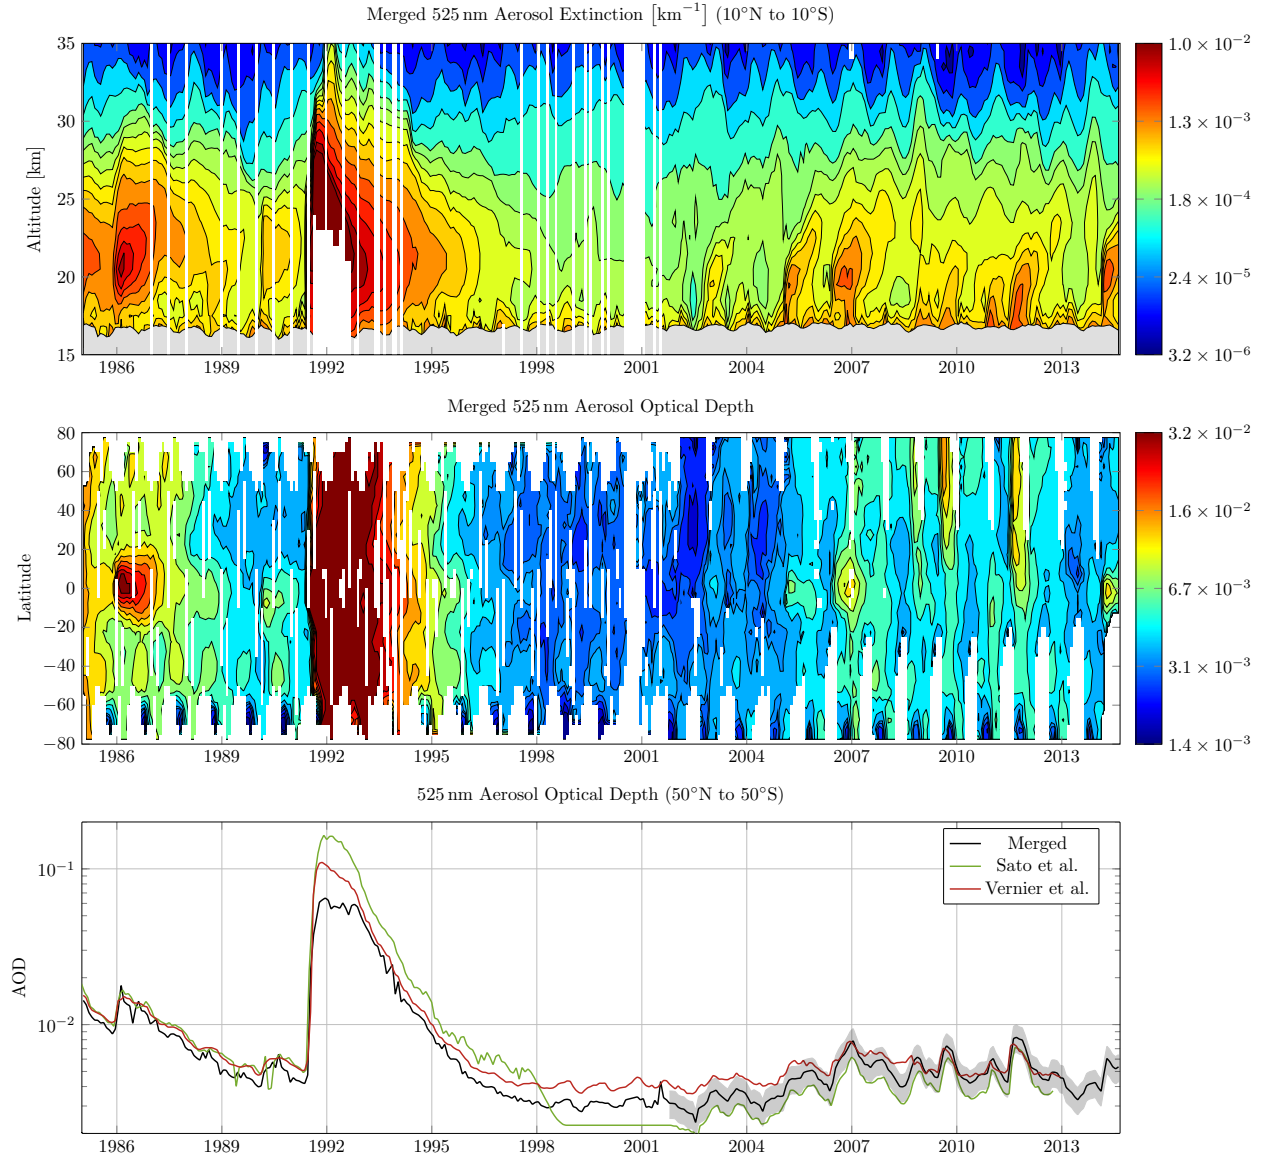 Merged 525 nm Aerosol Extinction [km⁻¹] (10°N to 10°S)
35
30
25
20
15
Altitude [km]
1986 1989 1992 1995 1998 2001 2004 2007 2010 2013
1.0 × 10⁻²
1.3 × 10⁻³
1.8 × 10⁻⁴
2.4 × 10⁻⁵
3.2 × 10⁻⁶
Merged 525 nm Aerosol Optical Depth
80
60
40
20
0
−20
−40
−60
−80
Latitude
1986 1989 1992 1995 1998 2001 2004 2007 2010 2013
3.2 × 10⁻²
1.6 × 10⁻²
6.7 × 10⁻³
3.1 × 10⁻³
1.4 × 10⁻³
525 nm Aerosol Optical Depth (50°N to 50°S)
10⁻¹
10⁻²
AOD
Merged
Sato et al.
Vernier et al.
1986 1989 1992 1995 1998 2001 2004 2007 2010 2013